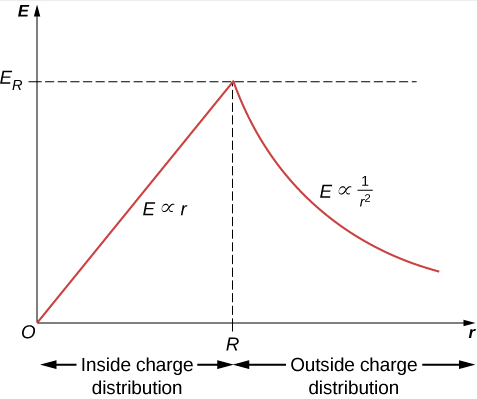 E
E_R
E ∝ r
E ∝ 1/r²
O
R
r
Inside charge
distribution
Outside charge
distribution